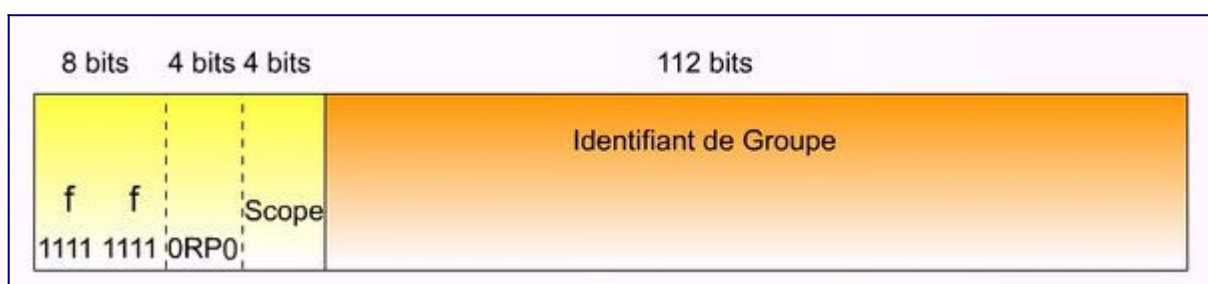 8 bits 4 bits 4 bits 112 bits
Identifiant de Groupe
f f
Scope
1111 1111 0RP0